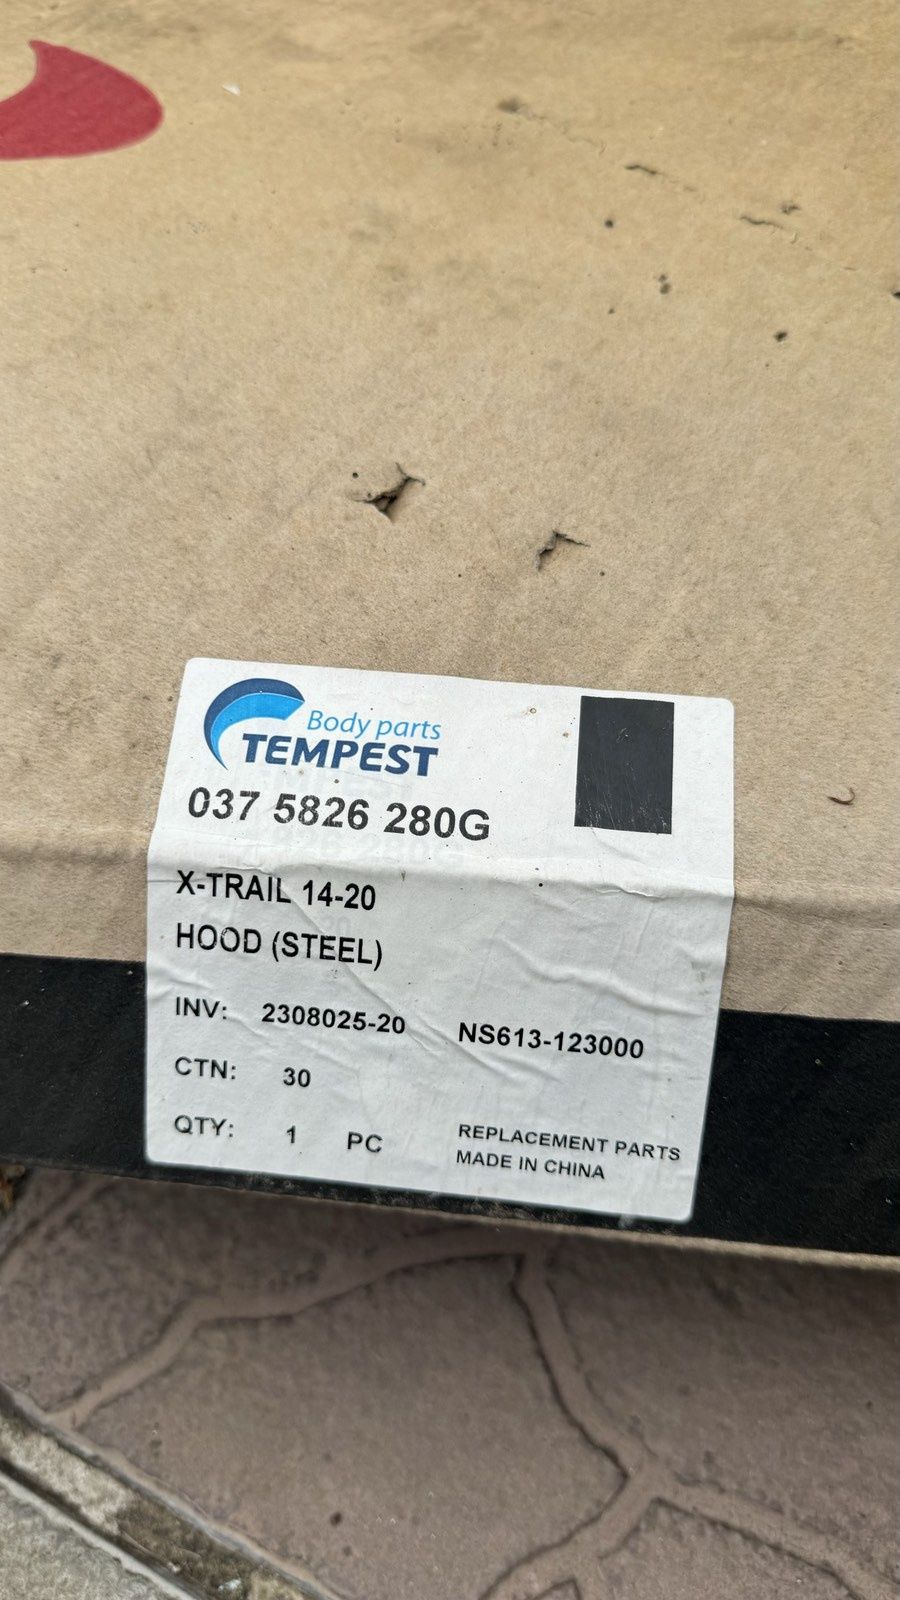 Body parts
TEMPEST
037 5826 280G
X-TRAIL 14-20
HOOD (STEEL)
INV: 2308025-20 NS613-123000
CTN: 30
QTY: 1 PC
REPLACEMENT PARTS
MADE IN CHINA